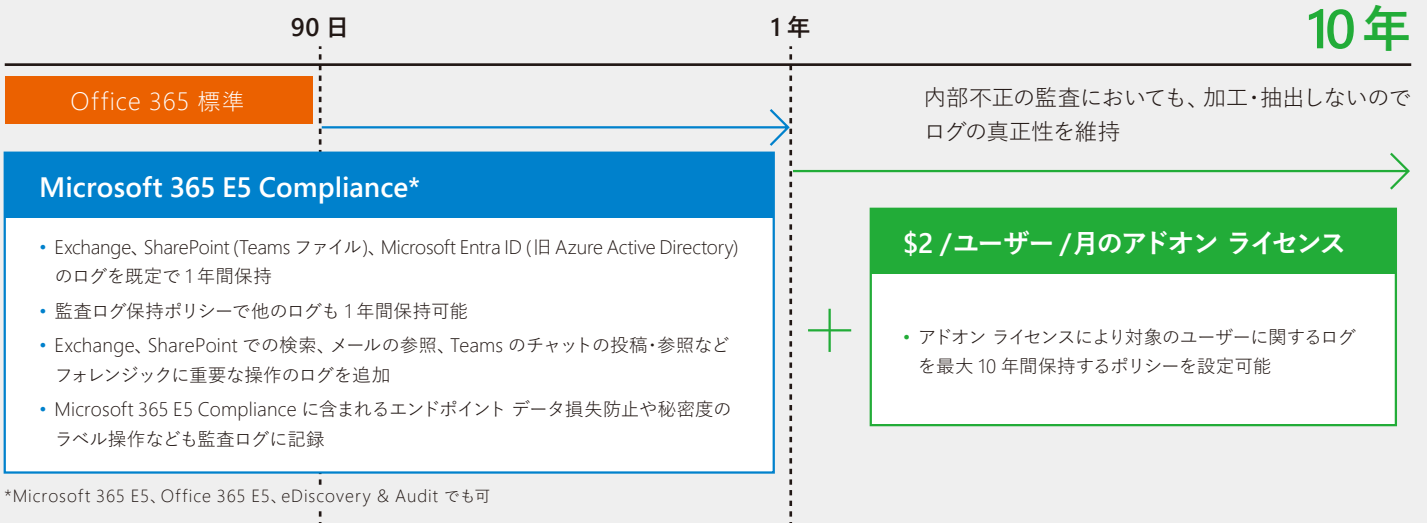 90 日
1 年
10 年
Office 365 標準
内部不正の監査においても、加工・抽出しないので
ログの真正性を維持
Microsoft 365 E5 Compliance*
• Exchange、SharePoint (Teams ファイル)、Microsoft Entra ID (旧 Azure Active Directory)
のログを既定で 1 年間保持
• 監査ログ保持ポリシーで他のログも 1 年間保持可能
• Exchange、SharePoint での検索、メールの参照、Teams のチャットの投稿・参照など
フォレンジックに重要な操作のログを追加
• Microsoft 365 E5 Compliance に含まれるエンドポイント データ損失防止や秘密度の
ラベル操作なども監査ログに記録
$2 /ユーザー /月のアドオン ライセンス
• アドオン ライセンスにより対象のユーザーに関するログ
を最大 10 年間保持するポリシーを設定可能
*Microsoft 365 E5、Office 365 E5、eDiscovery & Audit でも可